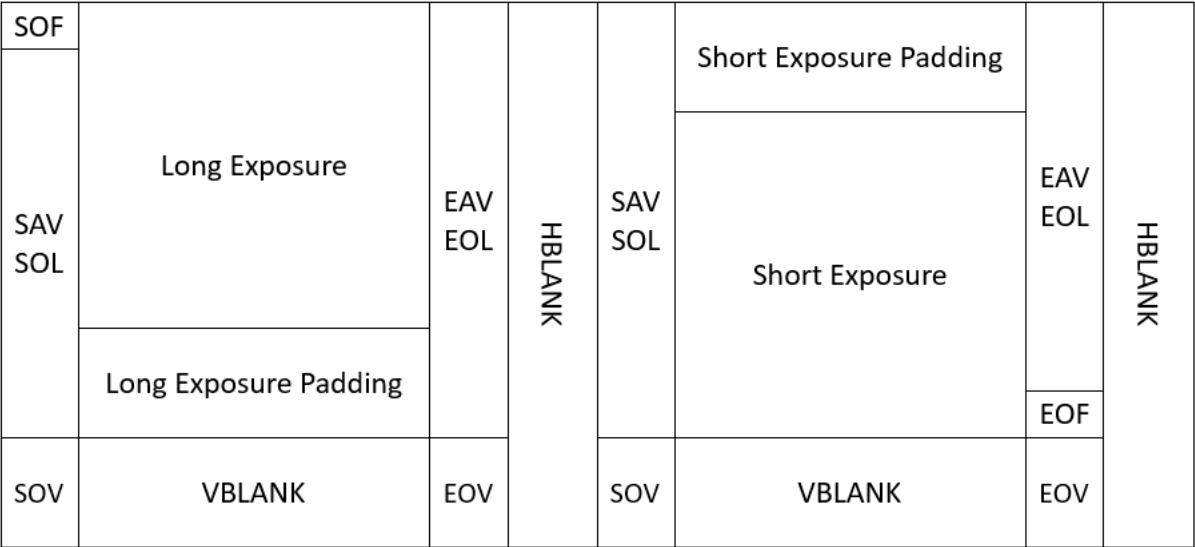 SOF
Long Exposure
SAV
SOL
Long Exposure Padding
EAV
EOL
HBLANK
SOV
VBLANK
EOV
Short Exposure Padding
SAV
SOL
Short Exposure
EAV
EOL
EOF
HBLANK
SOV
VBLANK
EOV